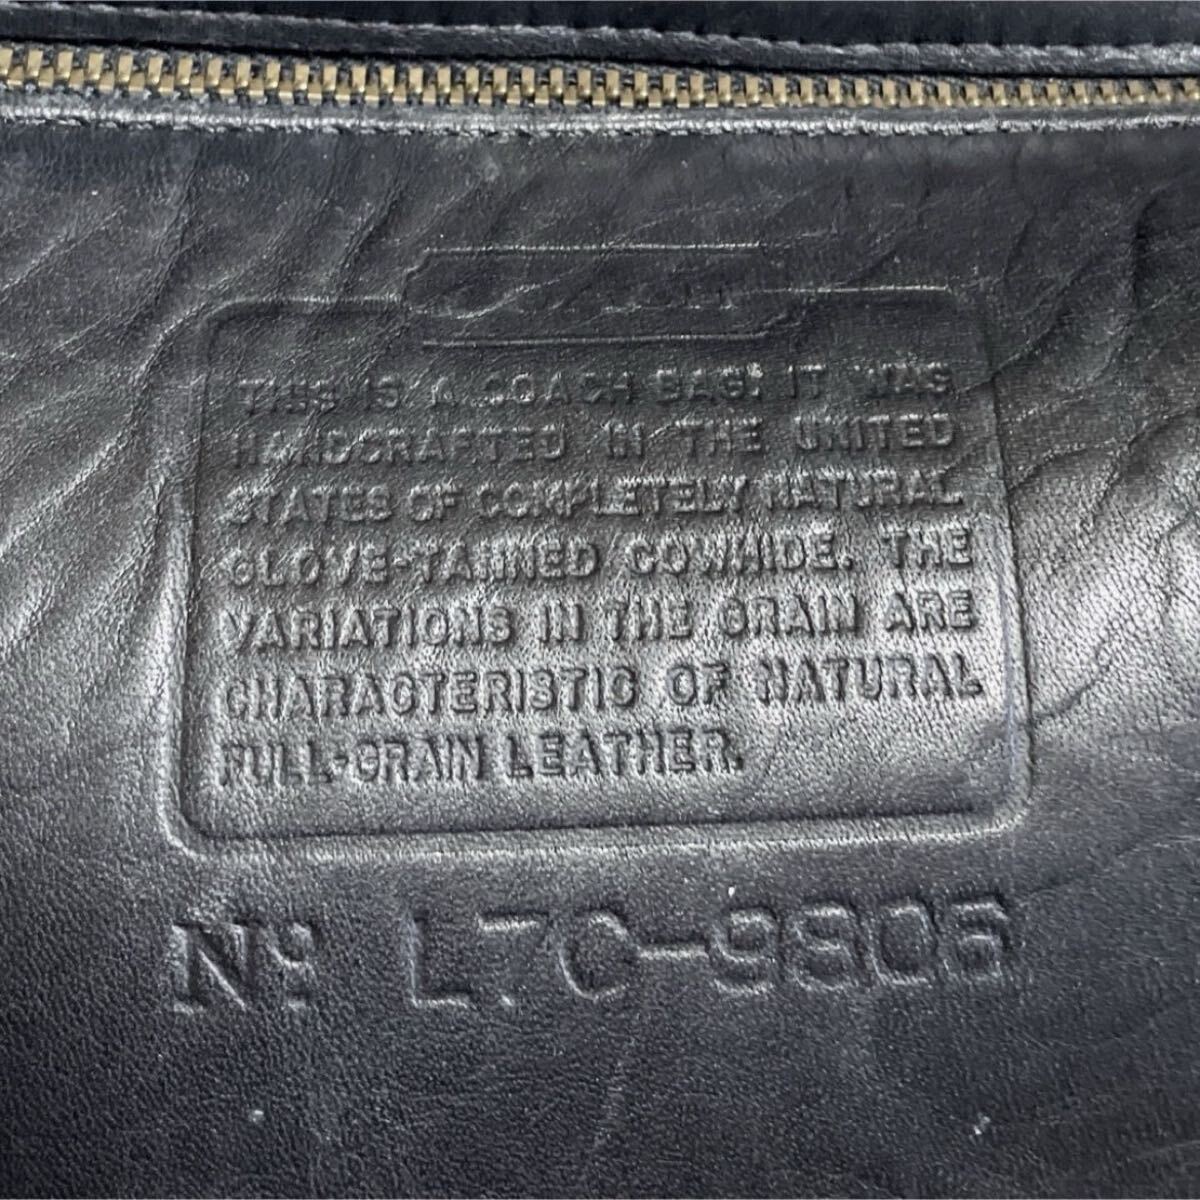 THIS IS A COACH BAG. IT WAS
HANDCRAFTED IN THE UNITED
STATES OF COMPLETELY NATURAL
GLOVE-TANNED COWHIDE. THE
VARIATIONS IN THE GRAIN ARE
CHARACTERISTIC OF NATURAL
FULL-GRAIN LEATHER.
Nº L7C-9806